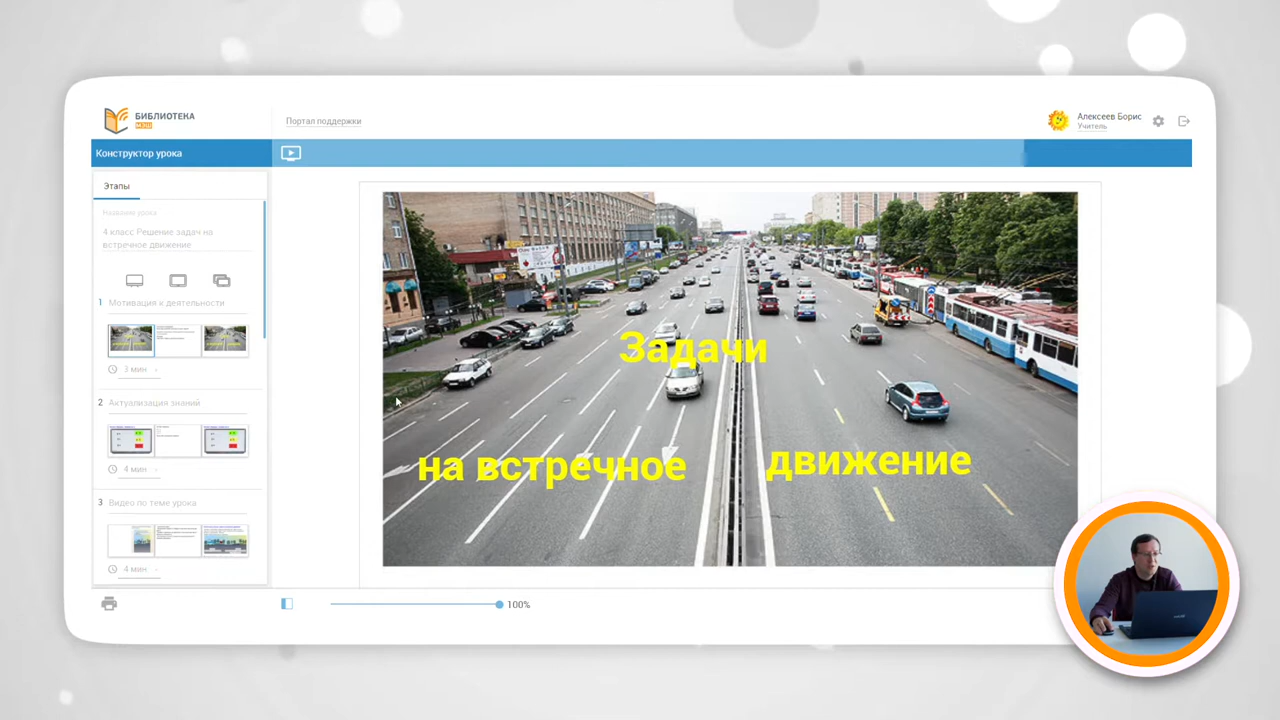 БИБЛИОТЕКА
МЭШ
Портал поддержки
Алексеев Борис
Учитель
Конструктор урока
Этапы
Название урока
4 класс Решение задач на
встречное движение
1 Мотивация к деятельности
3 мин
2 Актуализация знаний
4 мин
3 Видео по теме урока
4 мин
Задачи
на встречное движение
100%